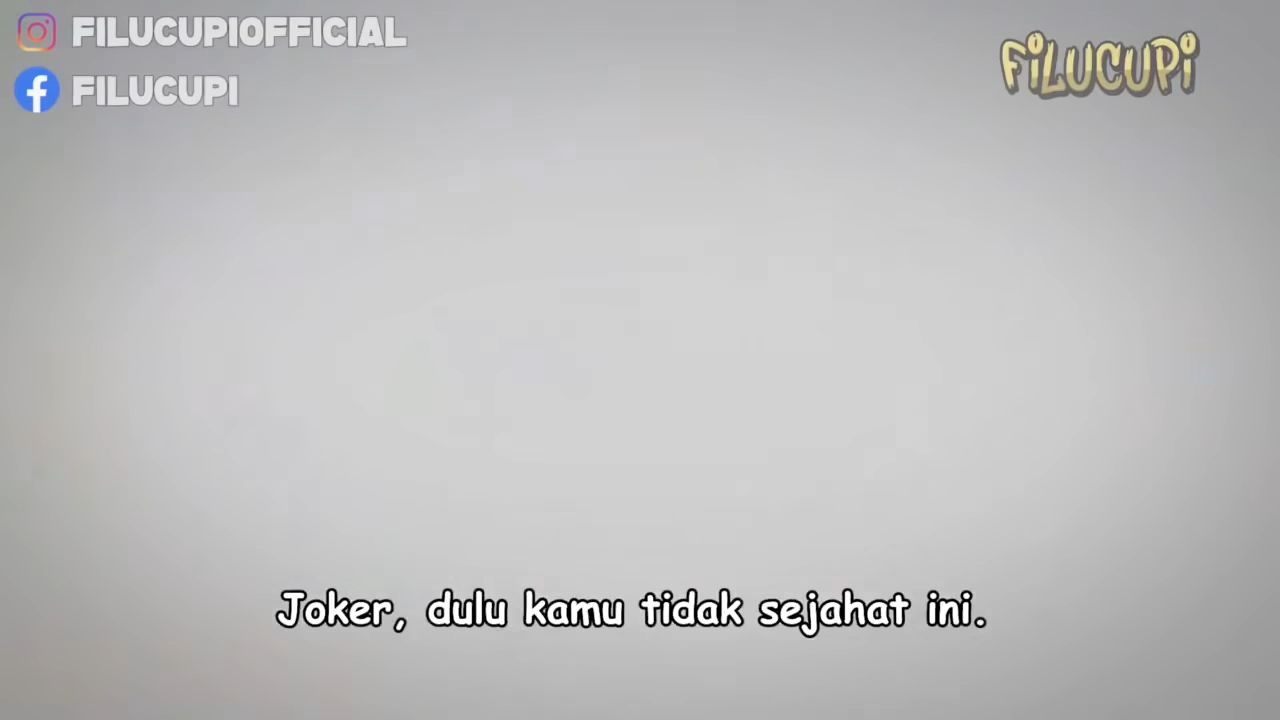 FILUCUPIOFFICIAL
FILUCUPI
FiLUCUPi
Joker, dulu kamu tidak sejahat ini.